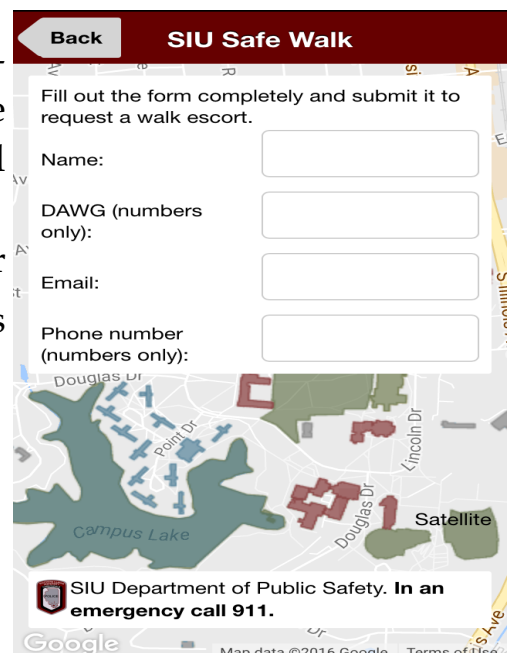 Back
SIU Safe Walk
Fill out the form completely and submit it to
request a walk escort.
Name:
DAWG (numbers
only):
Email:
Phone number
(numbers only):
Douglas Dr
Point Dr
Lincoln Dr
Douglas Dr
Campus Lake
Satellite
SIU Department of Public Safety. In an
emergency call 911.
Google
Map data ©2016 Google
Terms of Use